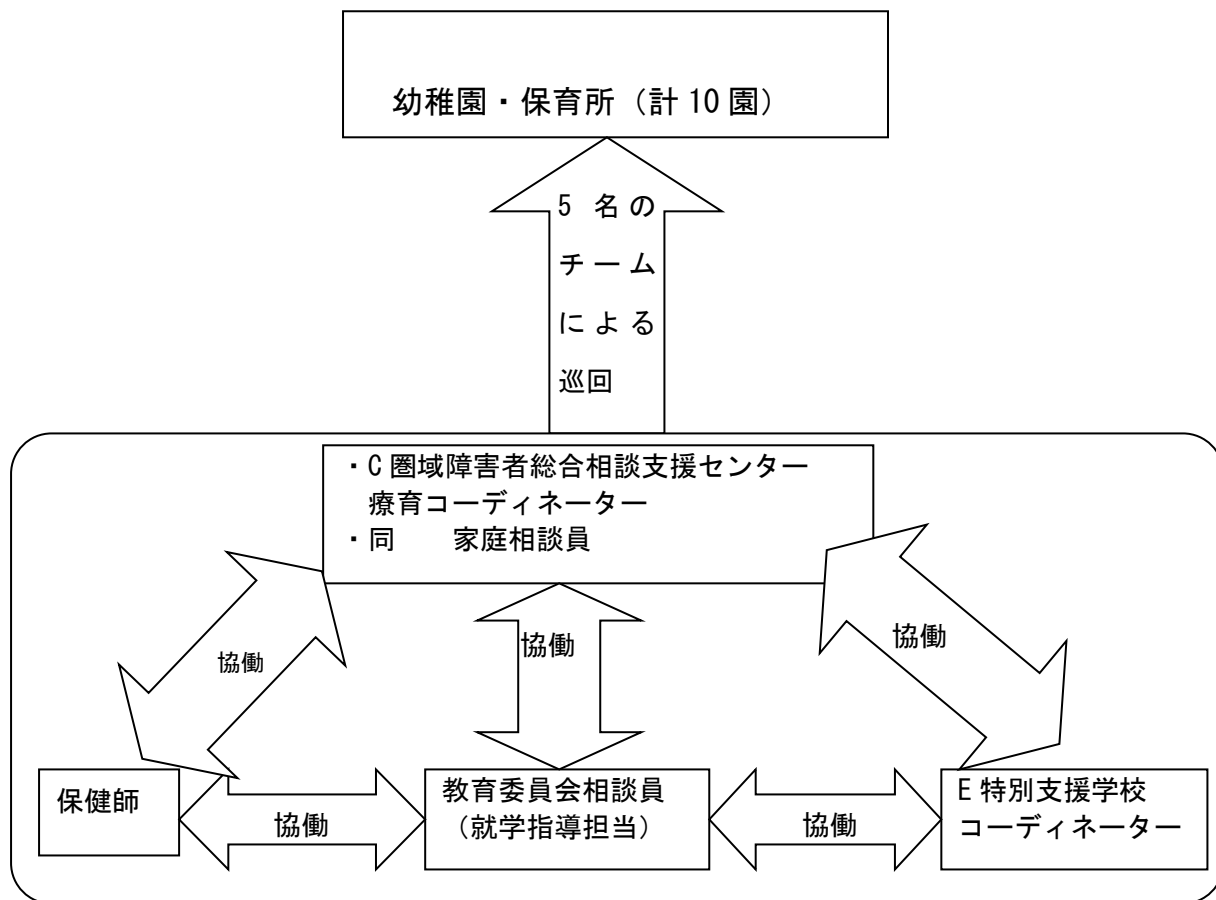 幼稚園・保育所（計10園）
5名の
チーム
による
巡回
・C圏域障害者総合相談支援センター
療育コーディネーター
・同　　家庭相談員
協働
協働
協働
保健師
協働
教育委員会相談員
（就学指導担当）
協働
E特別支援学校
コーディネーター